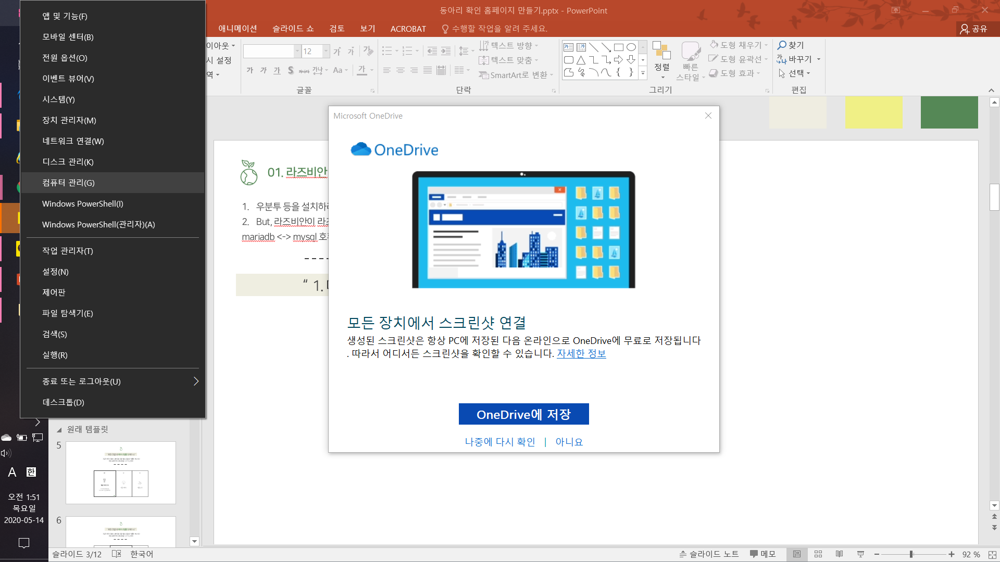 앱 및 기능(F)
모바일 센터(B)
전원 옵션(O)
이벤트 뷰어(V)
시스템(Y)
장치 관리자(M)
네트워크 연결(W)
디스크 관리(K)
컴퓨터 관리(G)
Windows PowerShell(I)
Windows PowerShell(관리자)(A)
작업 관리자(T)
설정(N)
제어판
파일 탐색기(E)
검색(S)
실행(R)
종료 또는 로그아웃(U)
데스크톱(D)
동아리 확인 홈페이지 만들기.pptx - PowerPoint
애니메이션 슬라이드 쇼 검토 보기 ACROBAT 수행할 작업을 알려 주세요. 공유
이아웃
시 설정
역
12
가 가 가 S 간나 Aa 가
글꼴
텍스트 방향
텍스트 맞춤
SmartArt로 변환
단락
정렬
빠른
스타일
도형 채우기
도형 윤곽선
도형 효과
그리기
찾기
바꾸기
선택
편집
01. 라즈비안
1. 우분투 등을 설치하
2. But, 라즈비안이 라
mariadb <-> mysql 호
“ 1.
Microsoft OneDrive
OneDrive
모든 장치에서 스크린샷 연결
생성된 스크린샷은 항상 PC에 저장된 다음 온라인으로 OneDrive에 무료로 저장됩니다
. 따라서 어디서든 스크린샷을 확인할 수 있습니다. 자세한 정보
OneDrive에 저장
나중에 다시 확인 | 아니요
원래 템플릿
5
6
A 한
오전 1:51
목요일
2020-05-14
슬라이드 3/12 한국어
슬라이드 노트 메모 92 %